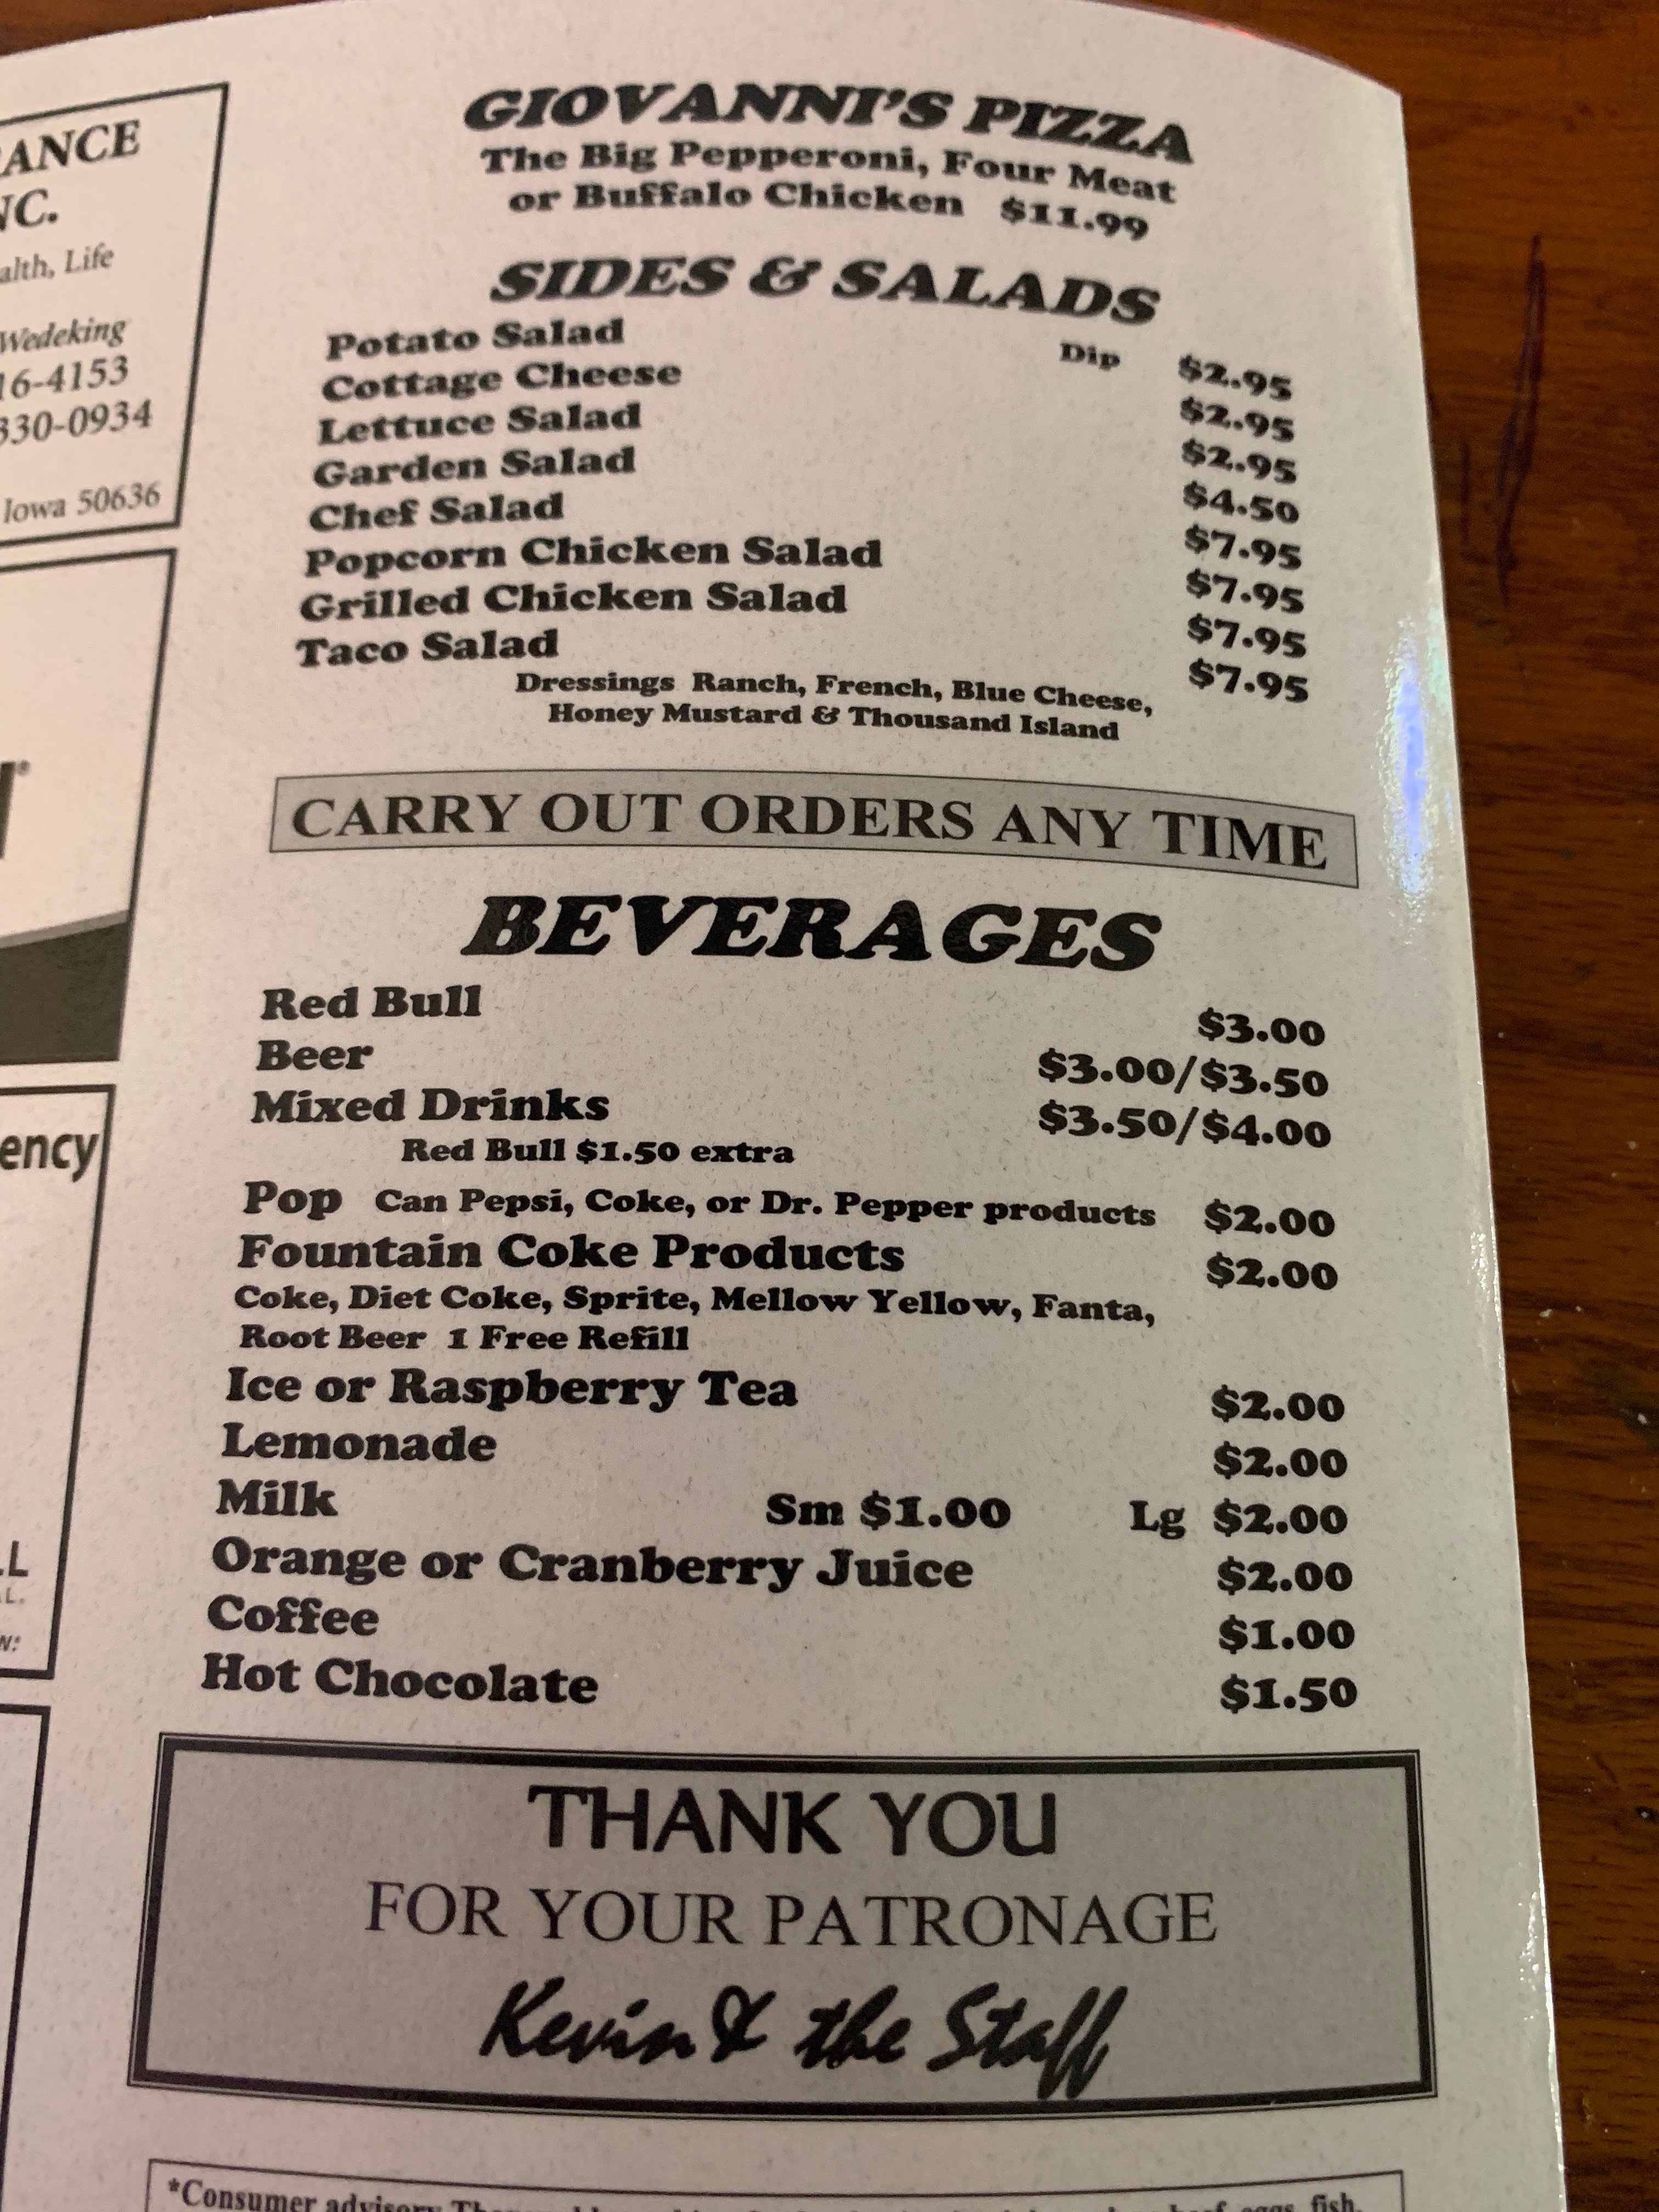 ANCE
NC.
alth, Life
Wedeking
16-4153
330-0934
Iowa 50636
ency
GIOVANNI'S PIZZA
The Big Pepperoni, Four Meat
or Buffalo Chicken $11.99
SIDES & SALADS
Potato Salad Dip $2.95
Cottage Cheese $2.95
Lettuce Salad $2.95
Garden Salad $4.50
Chef Salad $7.95
Popcorn Chicken Salad $7.95
Grilled Chicken Salad $7.95
Taco Salad $7.95
Dressings Ranch, French, Blue Cheese,
Honey Mustard & Thousand Island
CARRY OUT ORDERS ANY TIME
BEVERAGES
Red Bull $3.00
Beer $3.00/$3.50
Mixed Drinks $3.50/$4.00
Red Bull $1.50 extra
Pop Can Pepsi, Coke, or Dr. Pepper products $2.00
Fountain Coke Products $2.00
Coke, Diet Coke, Sprite, Mellow Yellow, Fanta,
Root Beer 1 Free Refill
Ice or Raspberry Tea $2.00
Lemonade $2.00
Milk Sm $1.00 Lg $2.00
Orange or Cranberry Juice $2.00
Coffee $1.00
Hot Chocolate $1.50
THANK YOU
FOR YOUR PATRONAGE
Kevin & the Staff
*Consumer advisory
eggs, fish,